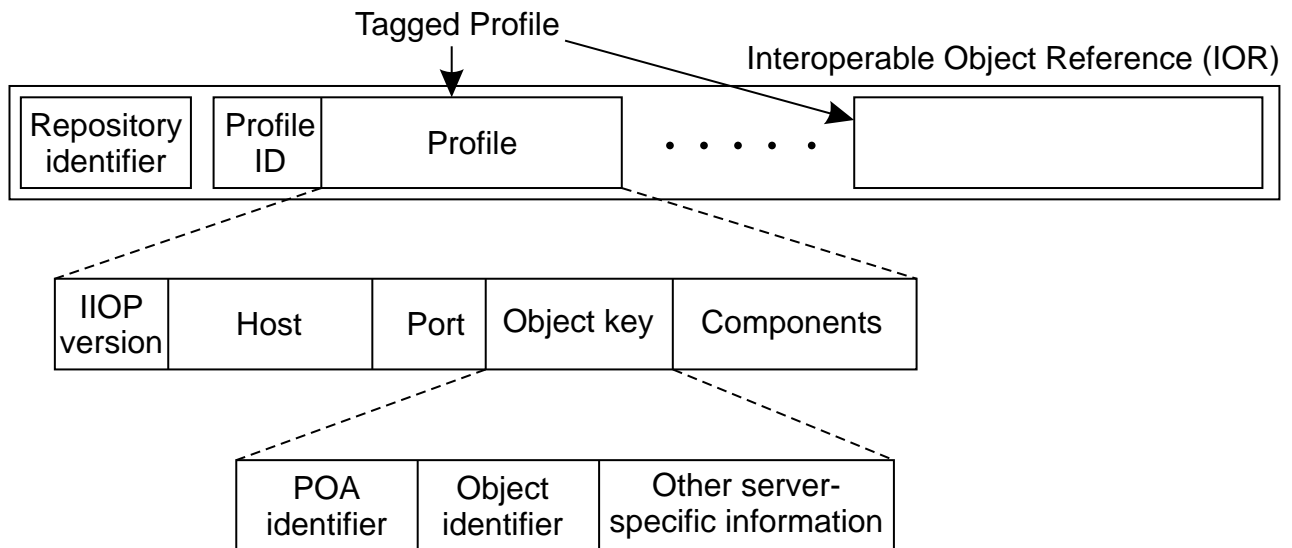 Tagged Profile
Interoperable Object Reference (IOR)
Repository
identifier
Profile
ID
Profile
IIOP
version
Host
Port
Object key
Components
POA
identifier
Object
identifier
Other server-
specific information